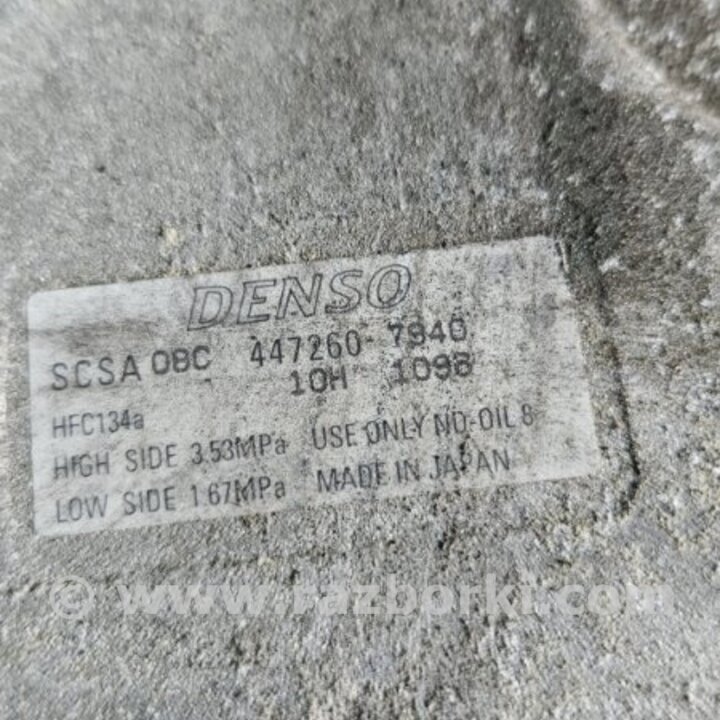 DENSO
SCSA 08C 447260-7940
10H 1098
HFC134a
HIGH SIDE 3.53MPa USE ONLY ND-OIL 8
LOW SIDE 1.67MPa MADE IN JAPAN
© www.razborki.com